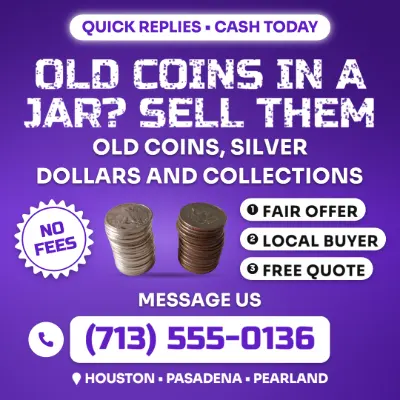 QUICK REPLIES • CASH TODAY
OLD COINS IN A
JAR? SELL THEM
OLD COINS, SILVER
DOLLARS AND COLLECTIONS
NO
FEES
1 FAIR OFFER
2 LOCAL BUYER
3 FREE QUOTE
MESSAGE US
(713) 555-0136
HOUSTON • PASADENA • PEARLAND